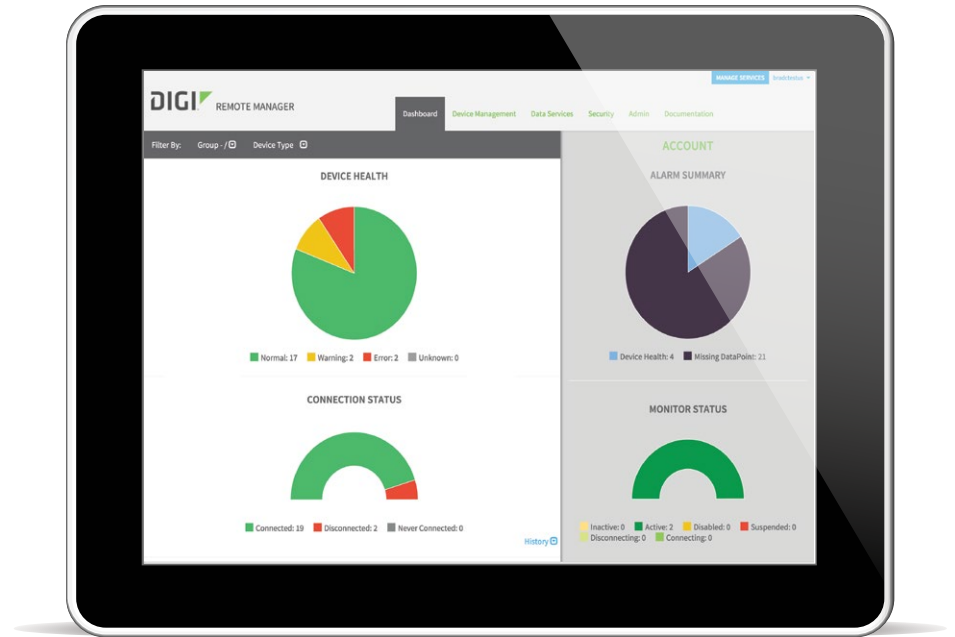 MANAGE SERVICES
DIGI REMOTE MANAGER
Dashboard Device Management Data Services Security Admin Documentation
Filter By: Group - / Device Type
ACCOUNT
DEVICE HEALTH
ALARM SUMMARY
Normal: 17 Warning: 2 Error: 2 Unknown: 0
Device Health: 4 Missing DataPoint: 21
CONNECTION STATUS
MONITOR STATUS
Connected: 19 Disconnected: 2 Never Connected: 0
Inactive: 0 Active: 2 Disabled: 0 Suspended: 0
Disconnecting: 0 Connecting: 0
History